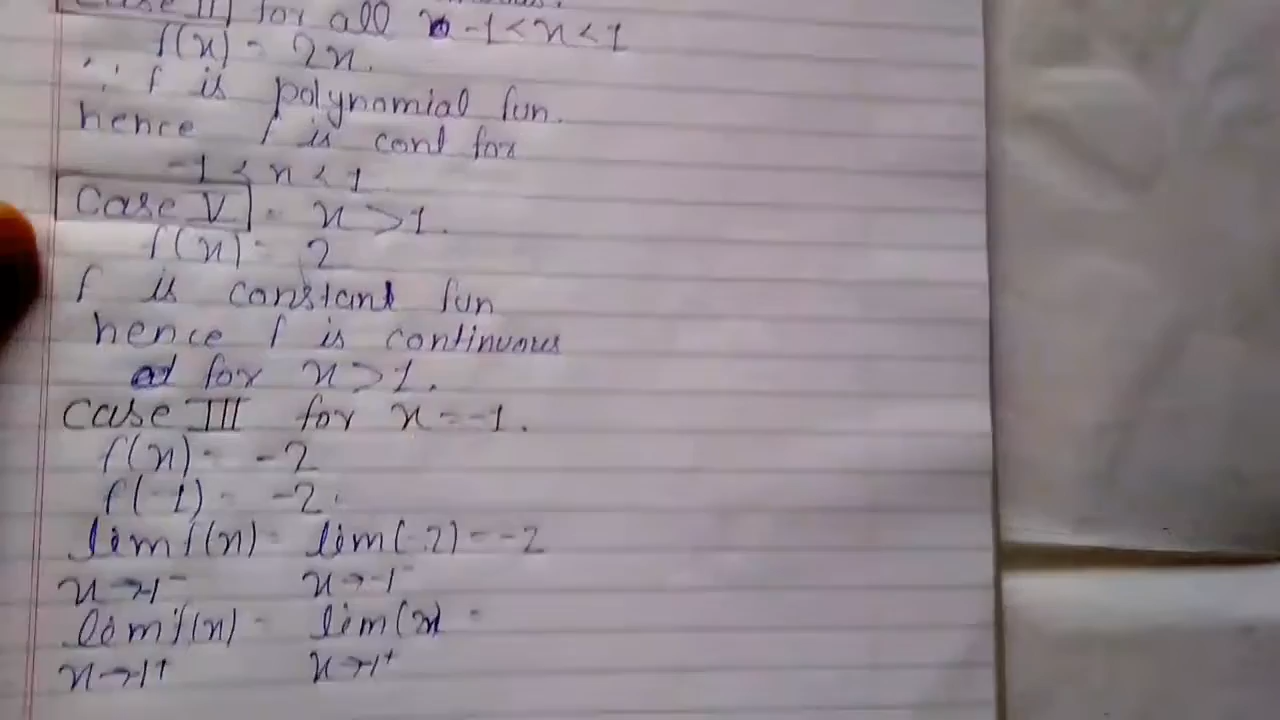 Case II for all -1 < x < 1
f(x) = 2x.
∵ f is polynomial fun.
hence f is cont for
-1 < x < 1
Case V = x > 1.
f(x) = 2
f is constant fun
hence f is continuous
for x > 1.
Case III for x = -1.
f(x) = -2
f(-1) = -2.
lim f(x) = lim(-2) = -2
x→-1⁻ x→-1⁻
lim f(x) = lim(2x) =
x→-1⁺ x→-1⁺